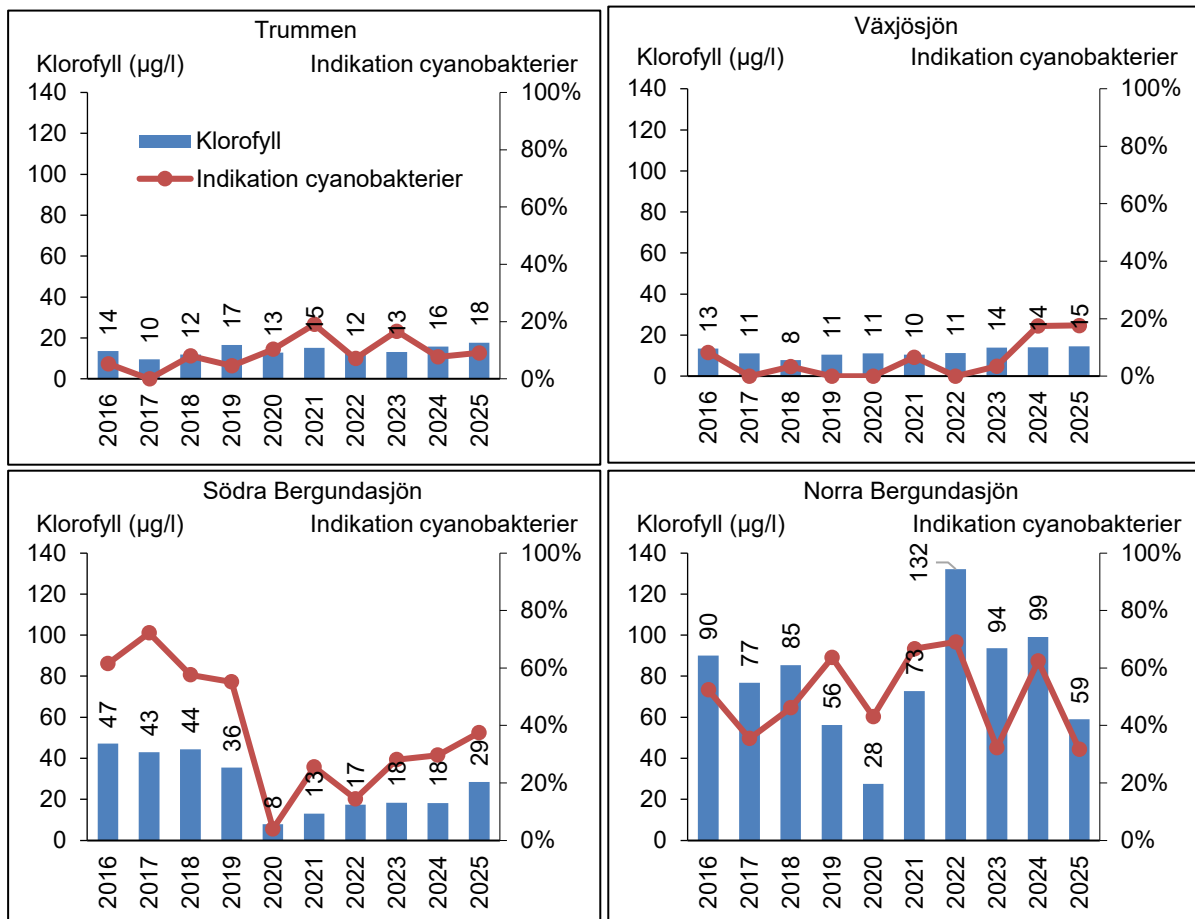 Trummen
Klorofyll (µg/l) Indikation cyanobakterier
140 100%
120
80%
100
Klorofyll
80 60%
Indikation cyanobakterier
60 40%
40
20%
20
0 0%
14 10 12 17 13 15 12 13 16 18
2016 2017 2018 2019 2020 2021 2022 2023 2024 2025
Växjösjön
Klorofyll (µg/l) Indikation cyanobakterier
140 100%
120
80%
100
80 60%
60 40%
40
20%
20
0 0%
13 11 8 11 11 10 11 14 14 15
2016 2017 2018 2019 2020 2021 2022 2023 2024 2025
Södra Bergundasjön
Klorofyll (µg/l) Indikation cyanobakterier
140 100%
120
80%
100
80 60%
60 40%
40
20%
20
0 0%
47 43 44 36 8 13 17 18 18 29
2016 2017 2018 2019 2020 2021 2022 2023 2024 2025
Norra Bergundasjön
Klorofyll (µg/l) Indikation cyanobakterier
140 100%
120
80%
100
80 60%
60 40%
40
20%
20
0 0%
90 77 85 56 28 73 132 94 99 59
2016 2017 2018 2019 2020 2021 2022 2023 2024 2025